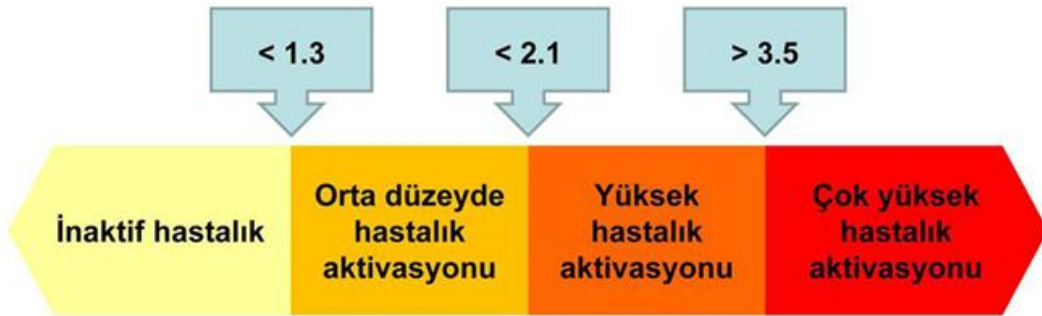 < 1.3
< 2.1
> 3.5
İnaktif hastalık
Orta düzeyde
hastalık
aktivasyonu
Yüksek
hastalık
aktivasyonu
Çok yüksek
hastalık
aktivasyonu